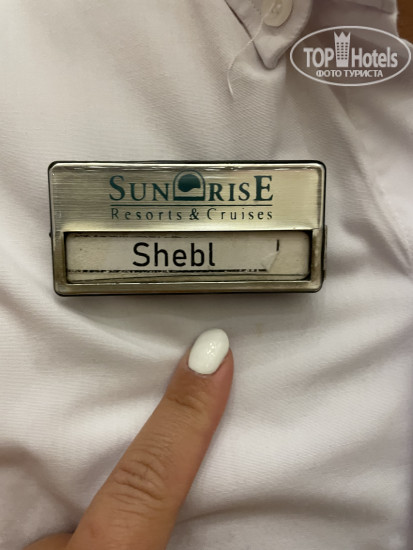 TOP Hotels
ФОТО ТУРИСТА
SUNRISE
Resorts & Cruises
Shebl